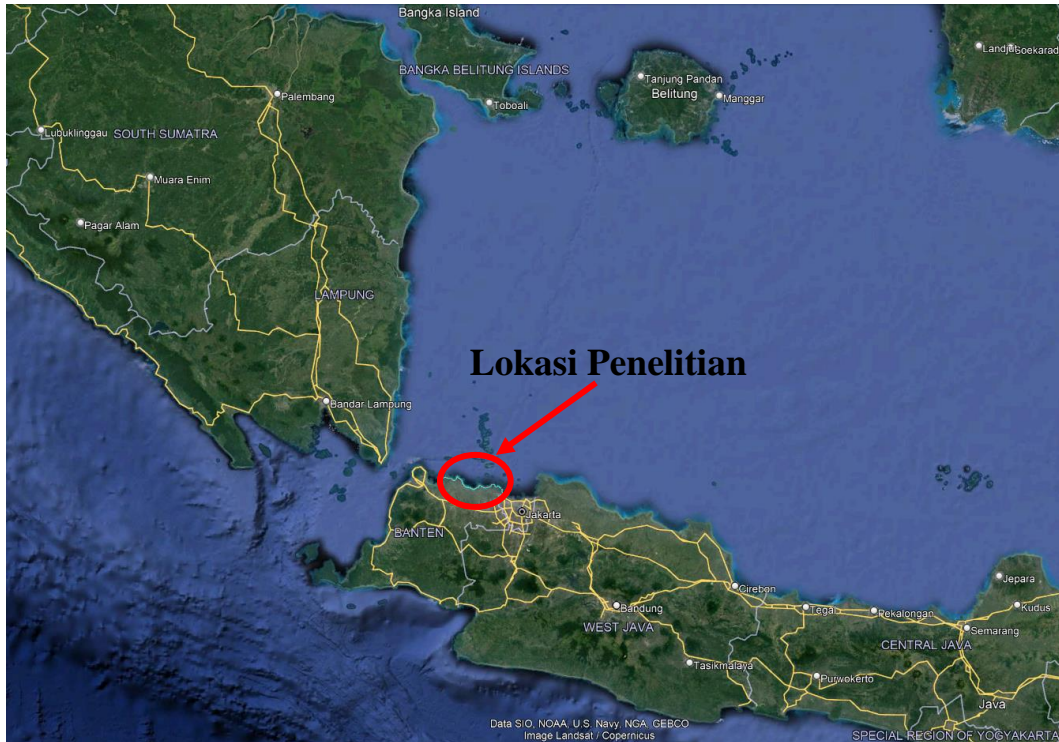 Bangka Island
Landjut
Soekarad
BANGKA BELITUNG ISLANDS
Tanjung Pandan
Belitung
Manggar
Palembang
Toboali
Lubuklinggau
SOUTH SUMATRA
Muara Enim
Pagar Alam
LAMPUNG
Lokasi Penelitian
Bandar Lampung
Jakarta
BANTEN
Cirebon
Jepara
Bandung
Tegal
Pekalongan
Kudus
WEST JAVA
Semarang
CENTRAL JAVA
Tasikmalaya
Purwokerto
Java
Data SIO, NOAA, U.S. Navy, NGA, GEBCO
Image Landsat / Copernicus
SPECIAL REGION OF YOGYAKARTA